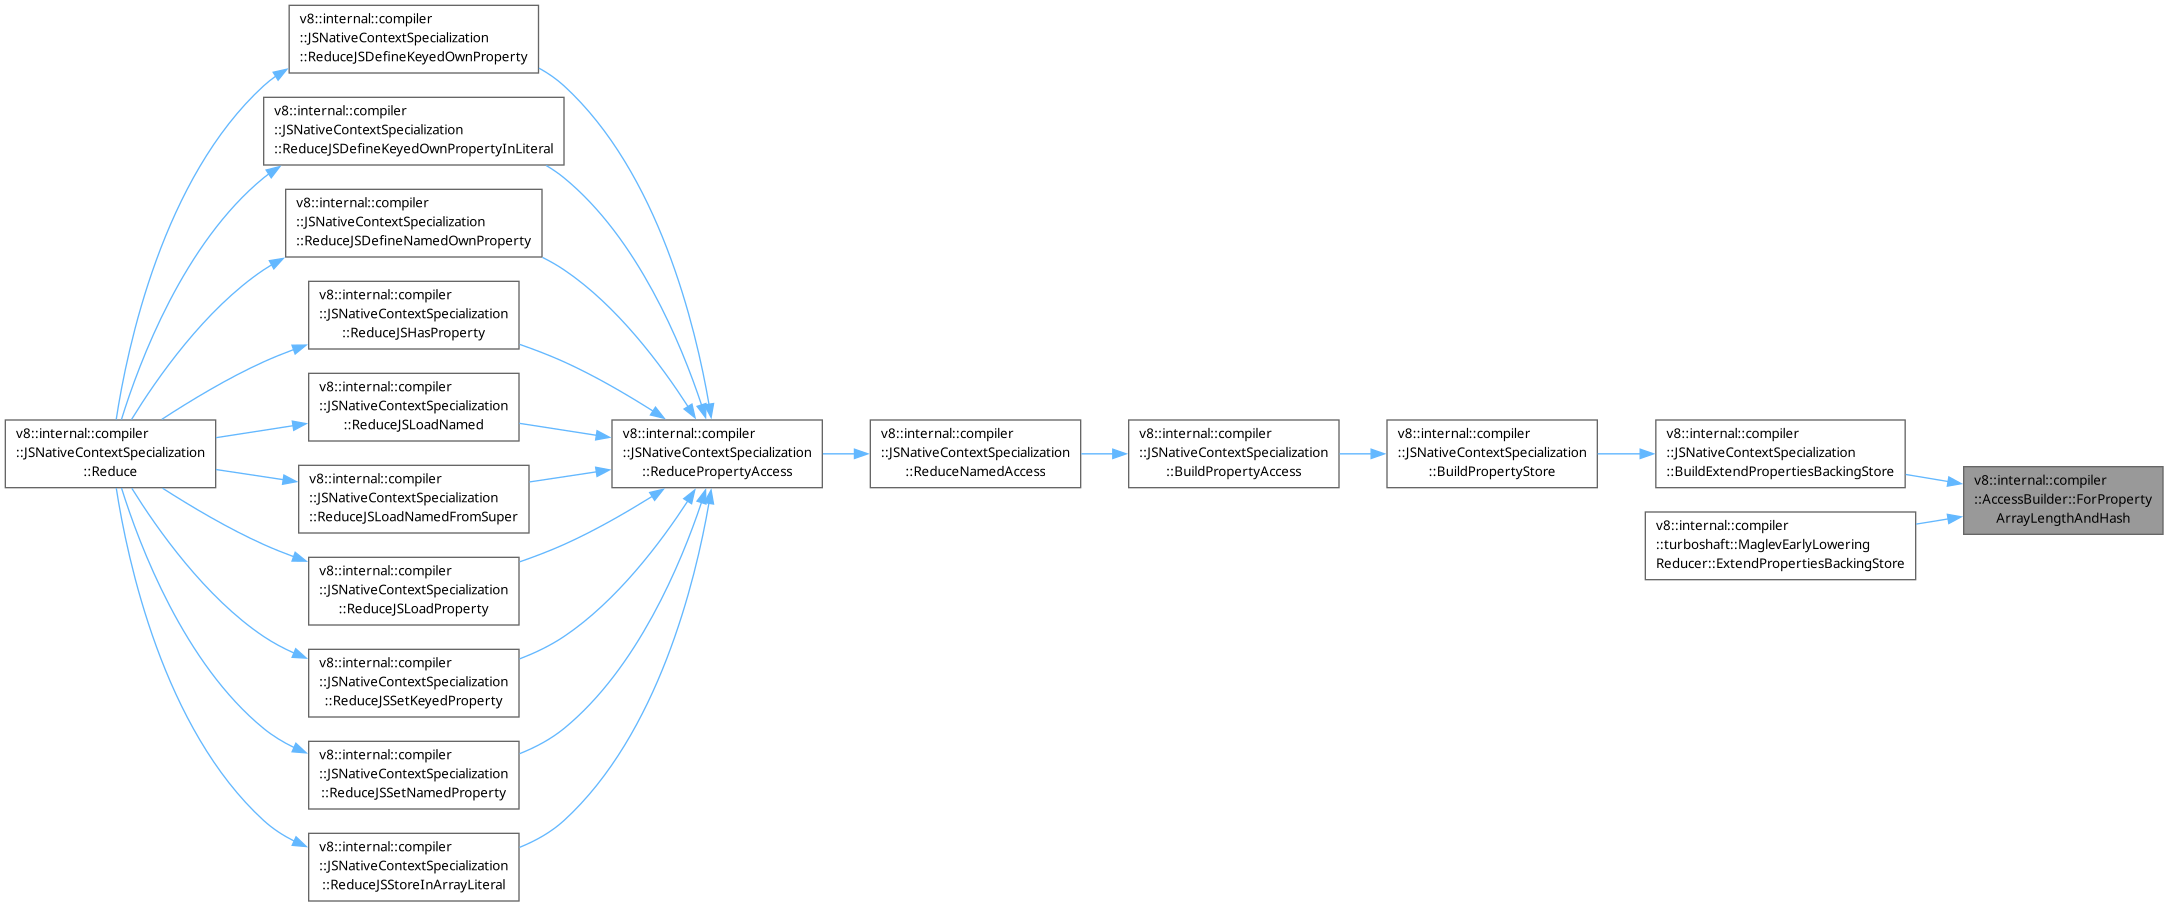 v8::internal::compiler
::JSNativeContextSpecialization
::ReduceJSDefineKeyedOwnProperty
v8::internal::compiler
::JSNativeContextSpecialization
::ReduceJSDefineKeyedOwnPropertyInLiteral
v8::internal::compiler
::JSNativeContextSpecialization
::ReduceJSDefineNamedOwnProperty
v8::internal::compiler
::JSNativeContextSpecialization
::ReduceJSHasProperty
v8::internal::compiler
::JSNativeContextSpecialization
::ReduceJSLoadNamed
v8::internal::compiler
::JSNativeContextSpecialization
::Reduce
v8::internal::compiler
::JSNativeContextSpecialization
::ReducePropertyAccess
v8::internal::compiler
::JSNativeContextSpecialization
::ReduceNamedAccess
v8::internal::compiler
::JSNativeContextSpecialization
::BuildPropertyAccess
v8::internal::compiler
::JSNativeContextSpecialization
::BuildPropertyStore
v8::internal::compiler
::JSNativeContextSpecialization
::BuildExtendPropertiesBackingStore
v8::internal::compiler
::AccessBuilder::ForProperty
ArrayLengthAndHash
v8::internal::compiler
::JSNativeContextSpecialization
::ReduceJSLoadNamedFromSuper
v8::internal::compiler
::turboshaft::MaglevEarlyLowering
Reducer::ExtendPropertiesBackingStore
v8::internal::compiler
::JSNativeContextSpecialization
::ReduceJSLoadProperty
v8::internal::compiler
::JSNativeContextSpecialization
::ReduceJSSetKeyedProperty
v8::internal::compiler
::JSNativeContextSpecialization
::ReduceJSSetNamedProperty
v8::internal::compiler
::JSNativeContextSpecialization
::ReduceJSStoreInArrayLiteral